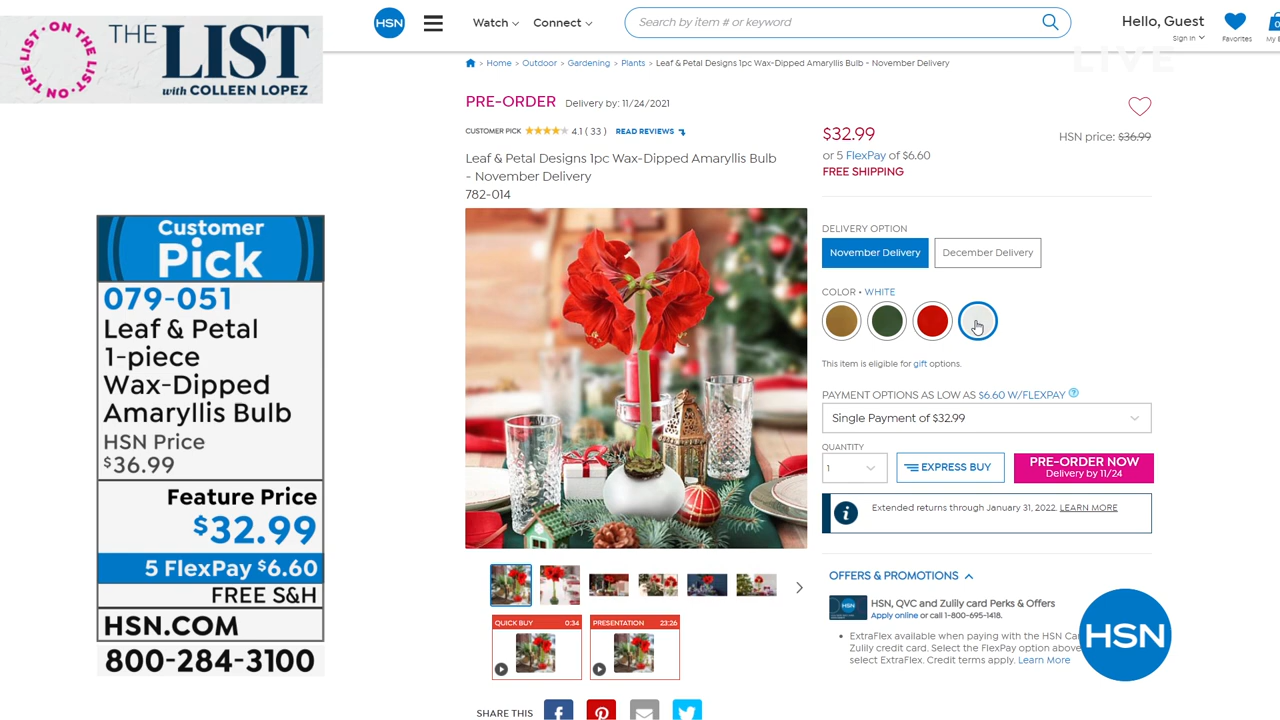 ON THE LIST • ON THE LIST •
THE LIST
with COLLEEN LOPEZ
Customer
Pick
079-051
Leaf & Petal
1-piece
Wax-Dipped
Amaryllis Bulb
HSN Price
$36.99
Feature Price
$32.99
5 FlexPay $6.60
FREE S&H
HSN.COM
800-284-3100
HSN
Watch
Connect
Search by item # or keyword
Hello, Guest
Sign In
Favorites
My
0
LIVE
> Home > Outdoor > Gardening > Plants > Leaf & Petal Designs 1pc Wax-Dipped Amaryllis Bulb - November Delivery
PRE-ORDER Delivery by: 11/24/2021
CUSTOMER PICK 4.1 ( 33 ) READ REVIEWS
Leaf & Petal Designs 1pc Wax-Dipped Amaryllis Bulb
- November Delivery
782-014
QUICK BUY 0:34
PRESENTATION 23:26
SHARE THIS
$32.99
HSN price: $36.99
or 5 FlexPay of $6.60
FREE SHIPPING
DELIVERY OPTION
November Delivery
December Delivery
COLOR • WHITE
This item is eligible for gift options.
PAYMENT OPTIONS AS LOW AS $6.60 W/FLEXPAY ?
Single Payment of $32.99
QUANTITY
1
EXPRESS BUY
PRE-ORDER NOW
Delivery by 11/24
Extended returns through January 31, 2022. LEARN MORE
OFFERS & PROMOTIONS
HSN
HSN, QVC and Zulily card Perks & Offers
Apply online or call 1-800-695-1418.
• ExtraFlex available when paying with the HSN
Zulily credit card. Select the FlexPay option above
select ExtraFlex. Credit terms apply. Learn More
HSN